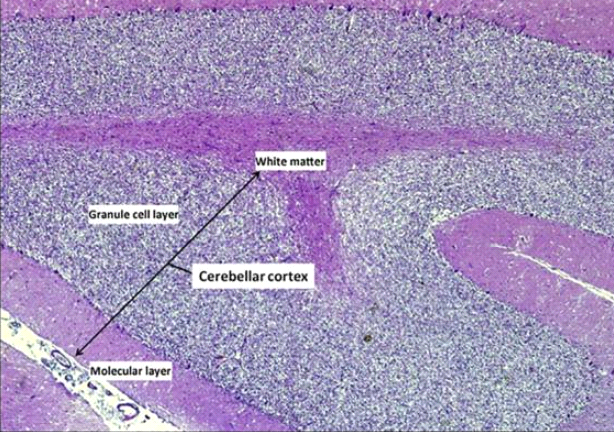 White matter
Granule cell layer
Cerebellar cortex
Molecular layer